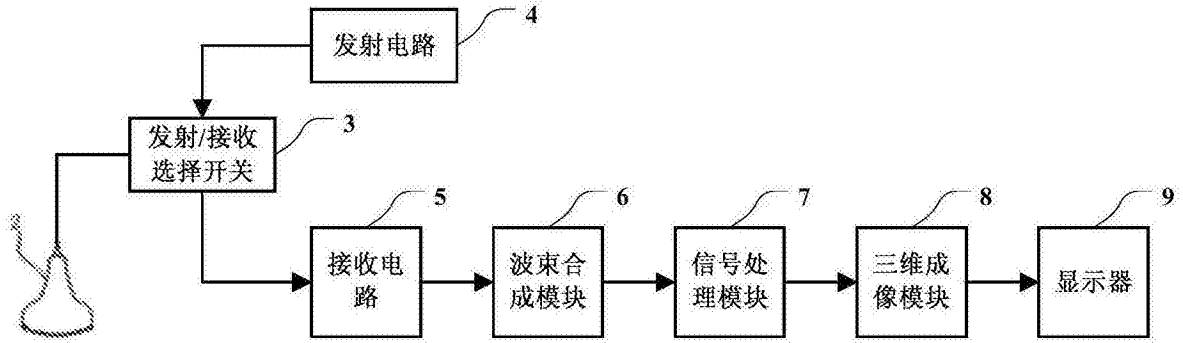 4
发射电路
发射/接收
选择开关
3
5
6
7
8
9
接收电
路
波束合
成模块
信号处
理模块
三维成
像模块
显示器